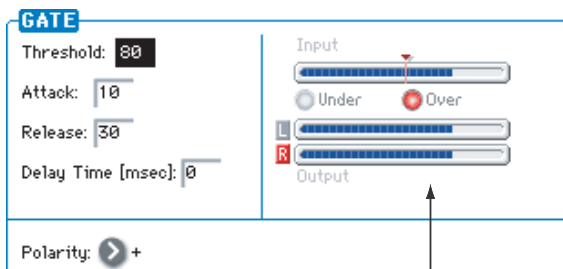 GATE
Threshold: 80
Attack: 10
Release: 30
Delay Time [msec]: 0
Polarity: +
Input
Under Over
L
R
Output